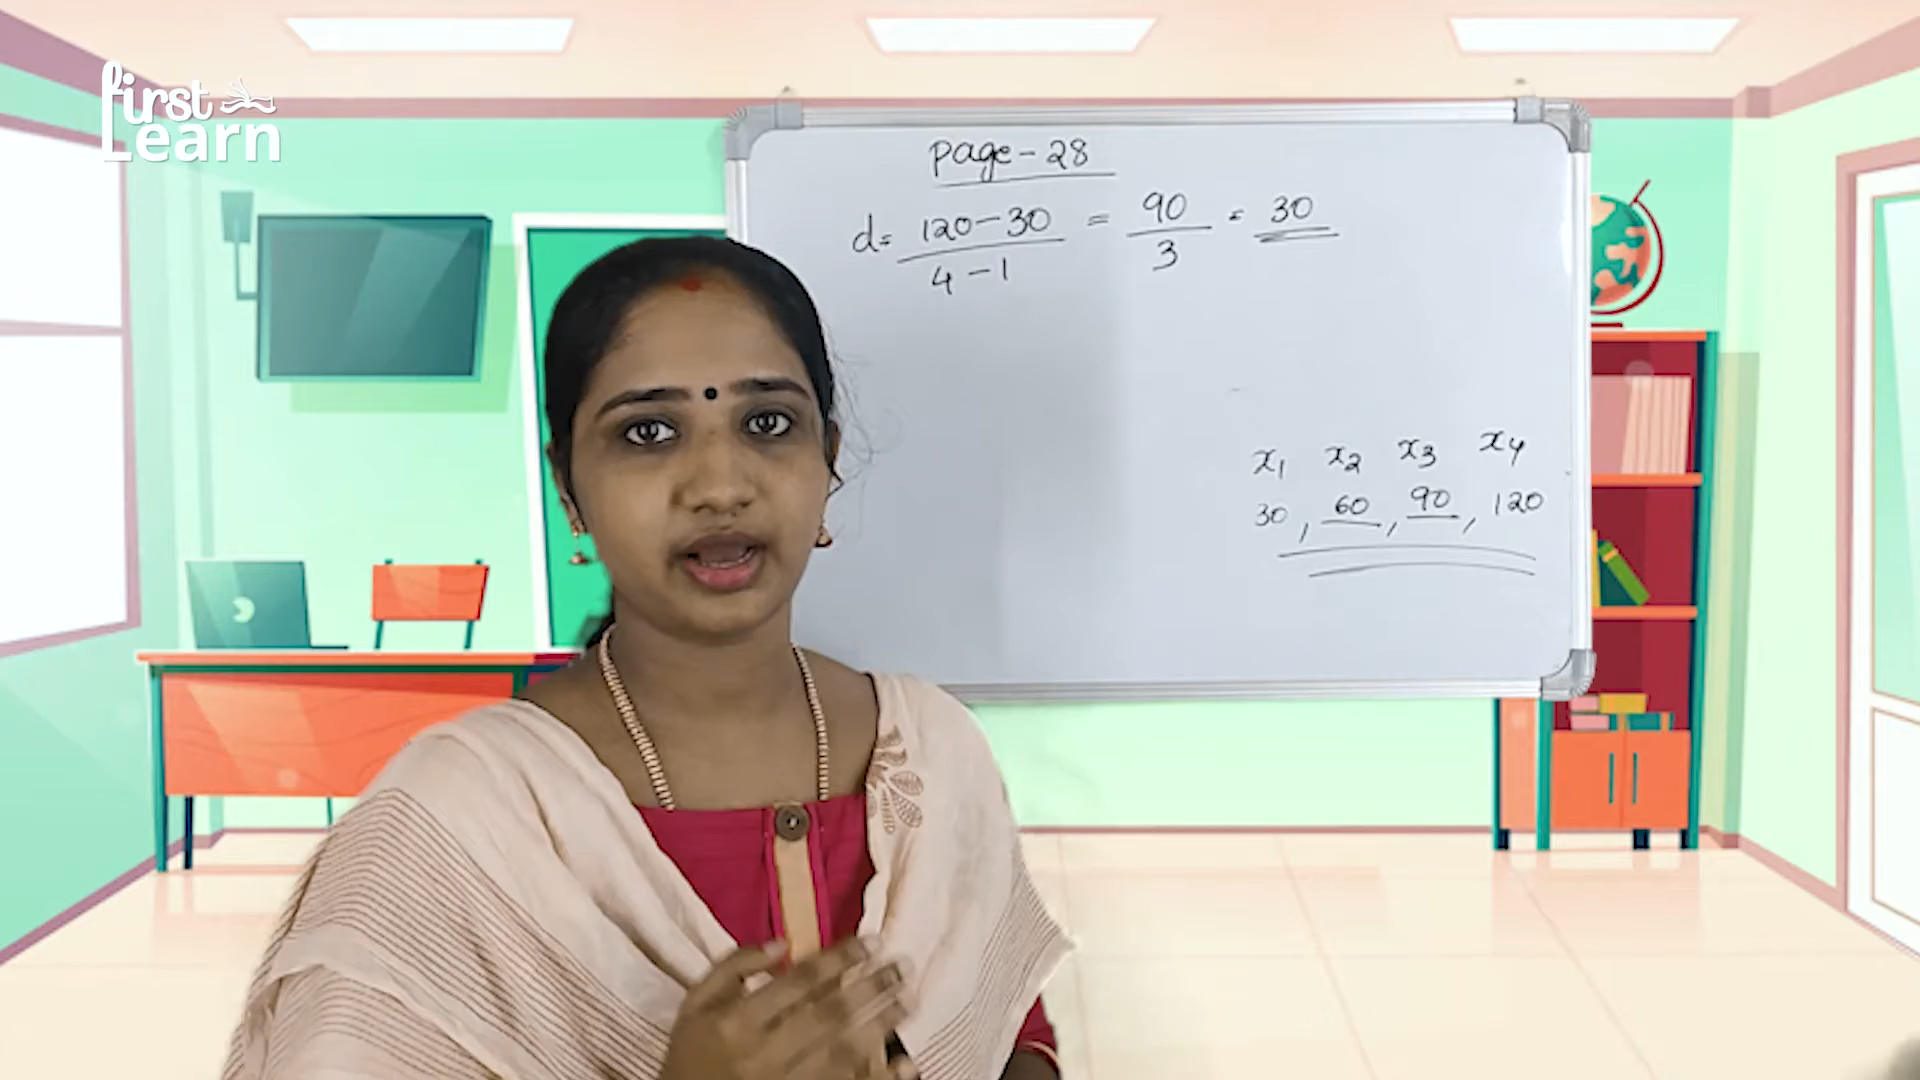 First
Learn
page - 28
d = 120 - 30 / 4 - 1 = 90 / 3 = 30
x1 x2 x3 x4
30, 60, 90, 120